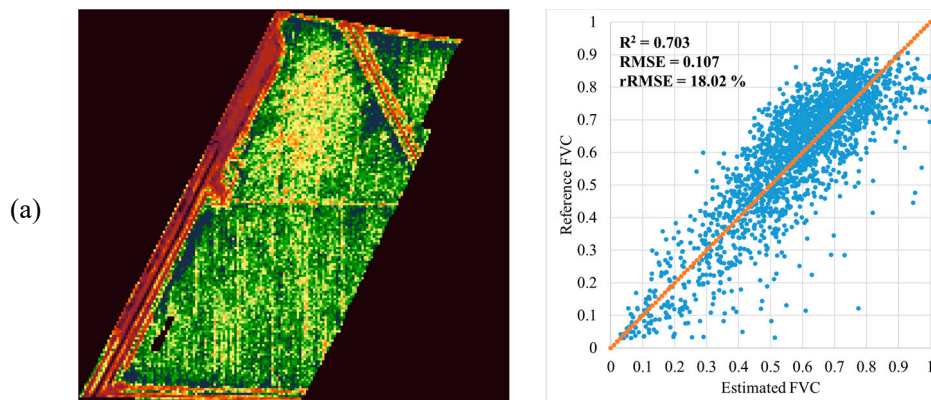 (a)
R² = 0.703
RMSE = 0.107
rRMSE = 18.02 %
1
0.9
0.8
0.7
0.6
0.5
0.4
0.3
0.2
0.1
0
Reference FVC
0 0.1 0.2 0.3 0.4 0.5 0.6 0.7 0.8 0.9 1
Estimated FVC